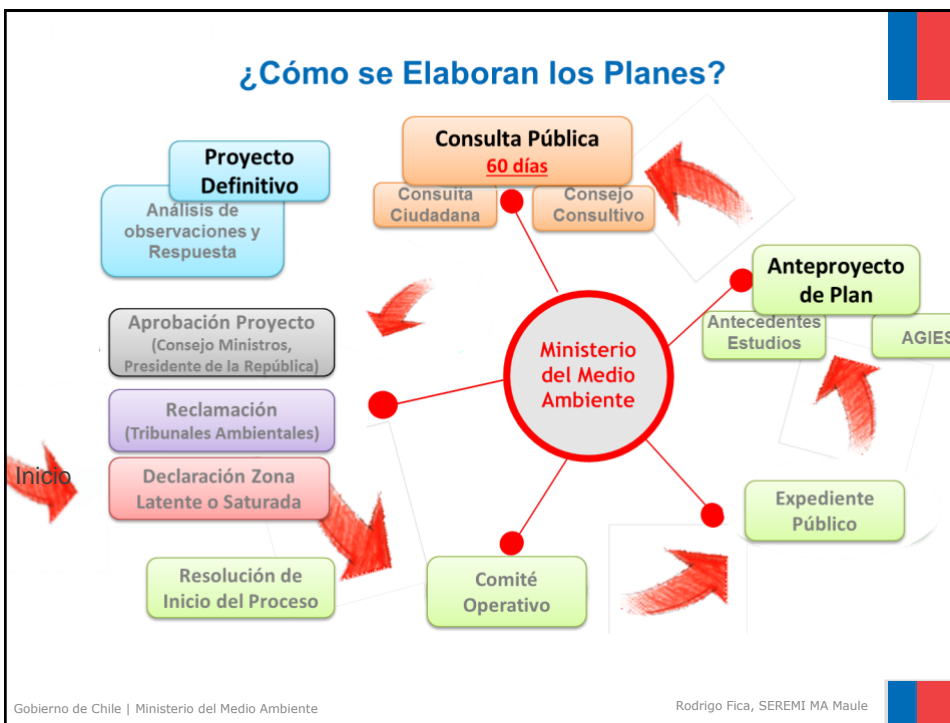 ¿Cómo se Elaboran los Planes?
Consulta Pública
60 días
Consulta
Ciudadana
Consejo
Consultivo
Proyecto
Definitivo
Análisis de
observaciones y
Respuesta
Anteproyecto
de Plan
Antecedentes
Estudios
AGIES
Aprobación Proyecto
(Consejo Ministros,
Presidente de la República)
Ministerio
del Medio
Ambiente
Reclamación
(Tribunales Ambientales)
Inicio
Declaración Zona
Latente o Saturada
Expediente
Público
Resolución de
Inicio del Proceso
Comité
Operativo
Gobierno de Chile | Ministerio del Medio Ambiente
Rodrigo Fica, SEREMI MA Maule